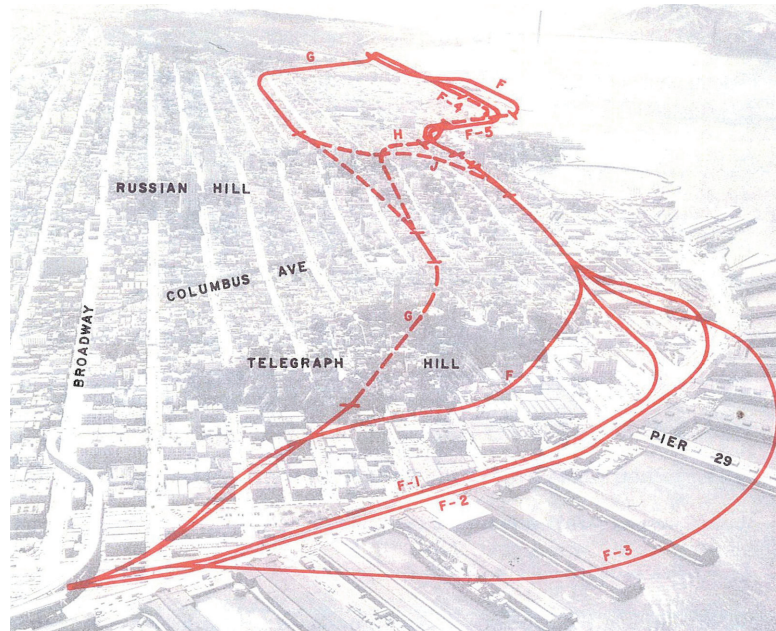 G
F
F-4
F-5
H
J
RUSSIAN HILL
COLUMBUS AVE
G
BROADWAY
TELEGRAPH HILL
F
PIER 29
F-1
F-2
F-3